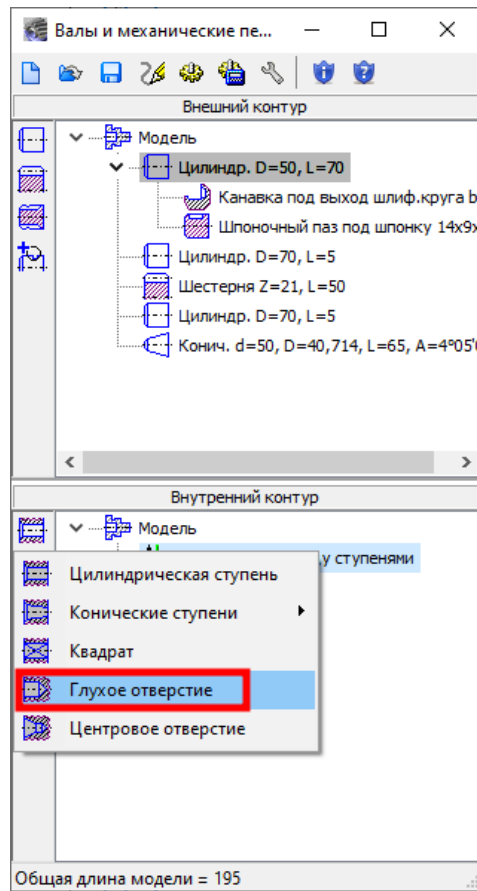 Валы и механические пе...
Внешний контур
Модель
Цилиндр. D=50, L=70
Канавка под выход шлиф.круга b
Шпоночный паз под шпонку 14x9x
Цилиндр. D=70, L=5
Шестерня Z=21, L=50
Цилиндр. D=70, L=5
Конич. d=50, D=40,714, L=65, A=4°05'
Внутренний контур
Модель
у ступенями
Цилиндрическая ступень
Конические ступени
Квадрат
Глухое отверстие
Центровое отверстие
Общая длина модели = 195